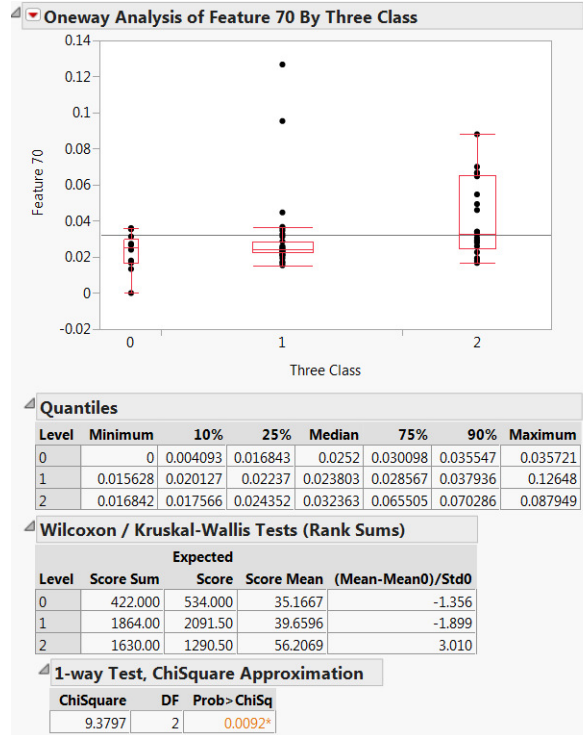 Oneway Analysis of Feature 70 By Three Class
0.14
0.12
0.1
0.08
0.06
0.04
0.02
0
-0.02
Feature 70
0 1 2
Three Class
Quantiles
Level Minimum 10% 25% Median 75% 90% Maximum
0 0 0.004093 0.016843 0.0252 0.030098 0.035547 0.035721
1 0.015628 0.020127 0.02237 0.023803 0.028567 0.037936 0.12648
2 0.016842 0.017566 0.024352 0.032363 0.065505 0.070286 0.087949
Wilcoxon / Kruskal-Wallis Tests (Rank Sums)
Expected
Level Score Sum Score Score Mean (Mean-Mean0)/Std0
0 422.000 534.000 35.1667 -1.356
1 1864.00 2091.50 39.6596 -1.899
2 1630.00 1290.50 56.2069 3.010
1-way Test, ChiSquare Approximation
ChiSquare DF Prob>ChiSq
9.3797 2 0.0092*